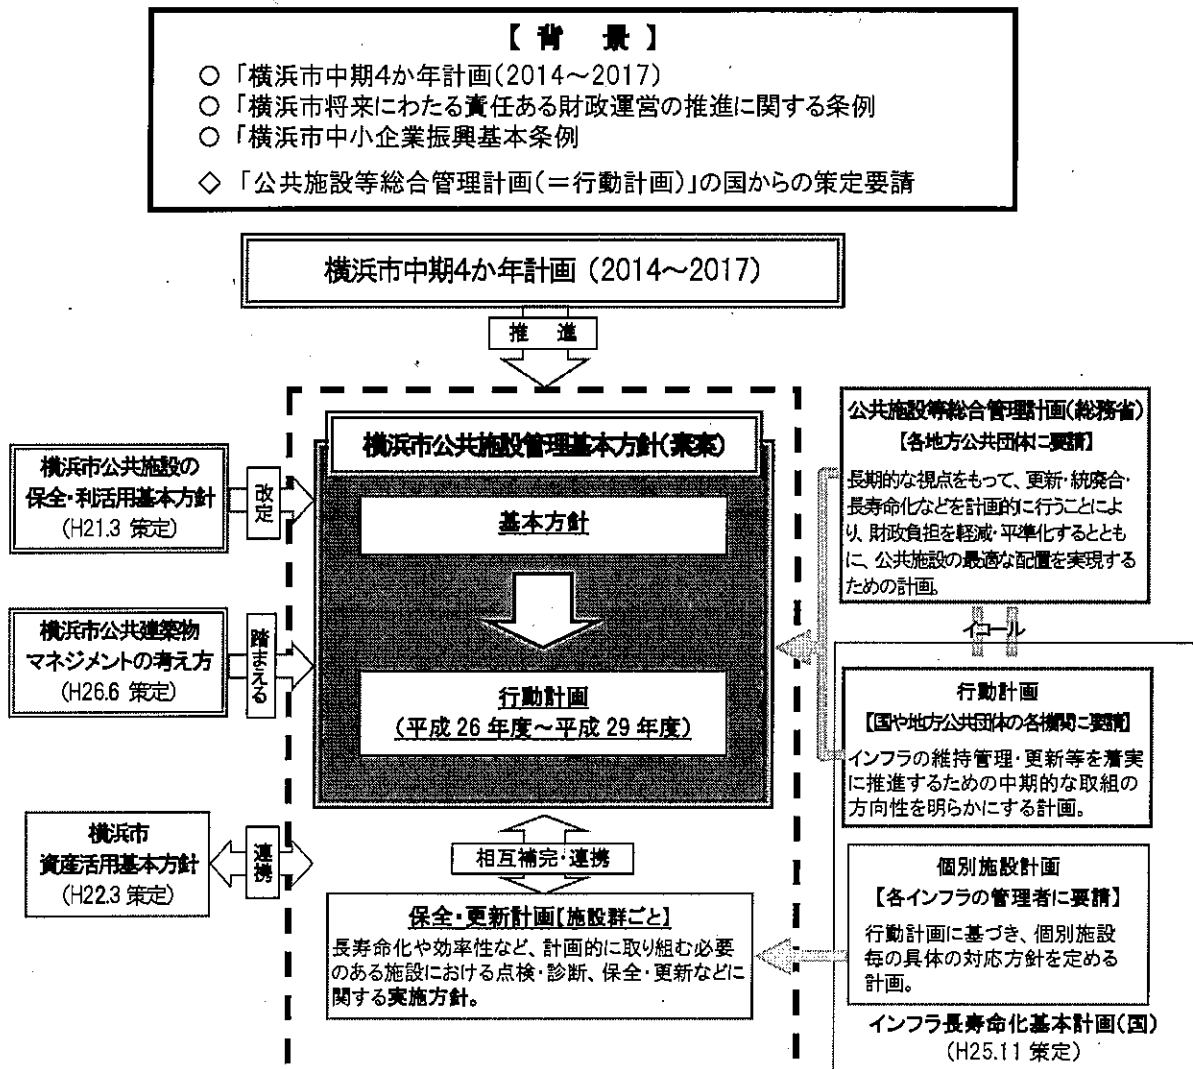 【背 景】
○「横浜市中期4か年計画(2014～2017)
○「横浜市将来にわたる責任ある財政運営の推進に関する条例
○「横浜市中小企業振興基本条例
◇「公共施設等総合管理計画(＝行動計画)」の国からの策定要請
横浜市中期4か年計画（2014～2017）
推 進
横浜市公共施設管理基本方針(素案)
基本方針
行動計画
（平成26年度～平成29年度）
横浜市公共施設の
保全・利活用基本方針
(H21.3 策定)
改定
横浜市公共建築物
マネジメントの考え方
(H26.6 策定)
踏まえる
横浜市
資産活用基本方針
(H22.3 策定)
連携
相互補完・連携
保全・更新計画【施設群ごと】
長寿命化や効率性など、計画的に取り組む必要
のある施設における点検・診断、保全・更新などに
関する実施方針。
公共施設等総合管理計画(総務省)
【各地方公共団体に要請】
長期的な視点をもって、更新・統廃合・
長寿命化などを計画的に行うことによ
り、財政負担を軽減・平準化するととも
に、公共施設の最適な配置を実現する
ための計画。
イコール
行動計画
【国や地方公共団体の各機関に要請】
インフラの維持管理・更新等を着実
に推進するための中期的な取組の
方向性を明らかにする計画。
個別施設計画
【各インフラの管理者に要請】
行動計画に基づき、個別施設
毎の具体の対応方針を定める
計画。
インフラ長寿命化基本計画(国)
(H25.11 策定)